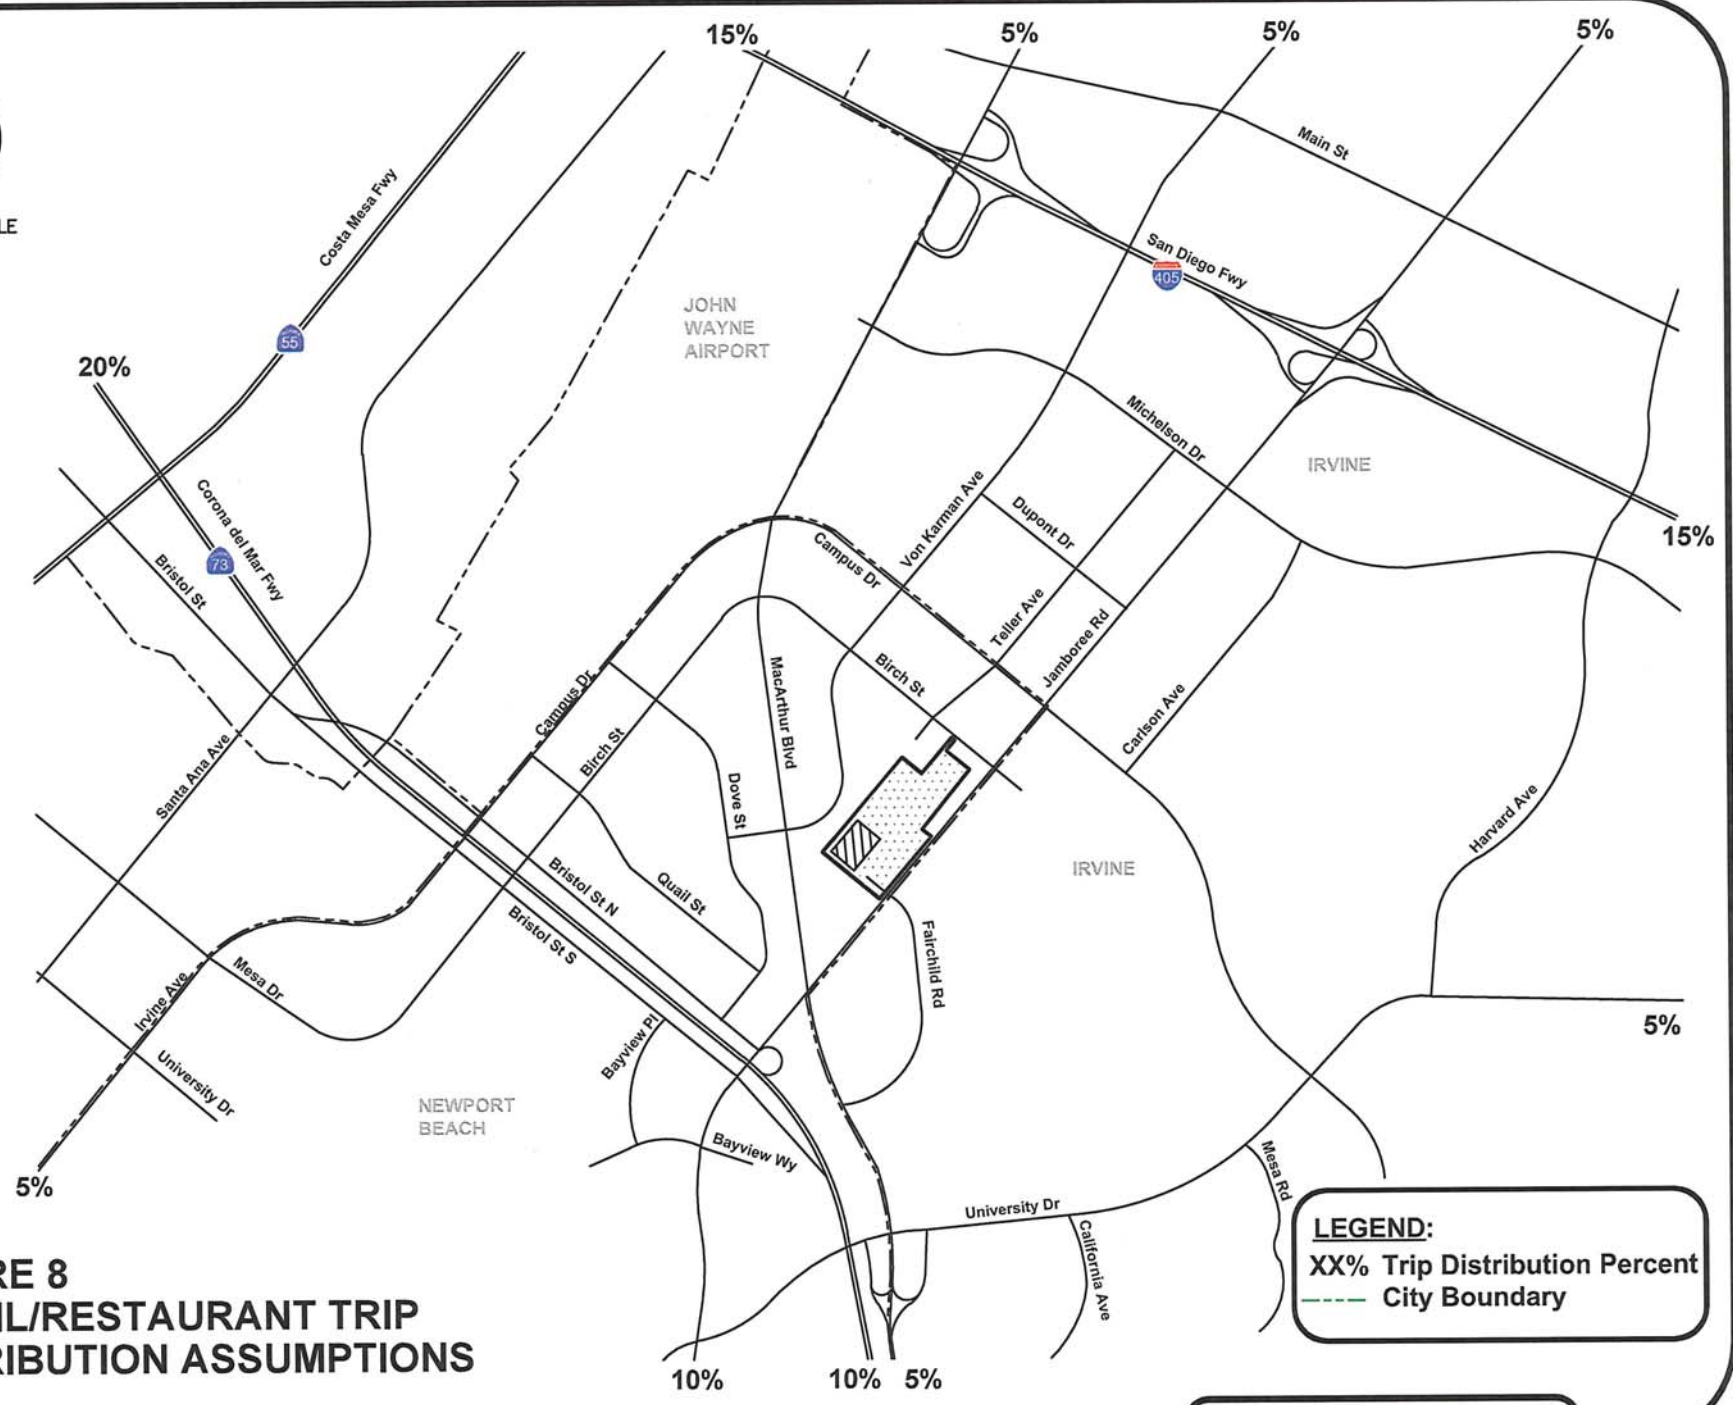 15%
5%
5%
5%
Main St
Costa Mesa Fwy
LE
San Diego Fwy
405
JOHN
WAYNE
AIRPORT
55
20%
Michelson Dr
IRVINE
Corona del Mar Fwy
Von Karman Ave
Dupont Dr
15%
73
Bristol St
Campus Dr
Teller Ave
Jamboree Rd
Birch St
MacArthur Blvd
Campus Dr
Birch St
Carlson Ave
Santa Ana Ave
Dove St
Harvard Ave
IRVINE
Bristol St N
Quail St
Bristol St S
Fairchild Rd
Mesa Dr
Irvine Ave
5%
Bayview Pl
University Dr
NEWPORT
BEACH
Bayview Wy
Mesa Rd
5%
University Dr
California Ave
LEGEND:
XX% Trip Distribution Percent
City Boundary
RE 8
IL/RESTAURANT TRIP
RIBUTION ASSUMPTIONS
10%
10%
5%